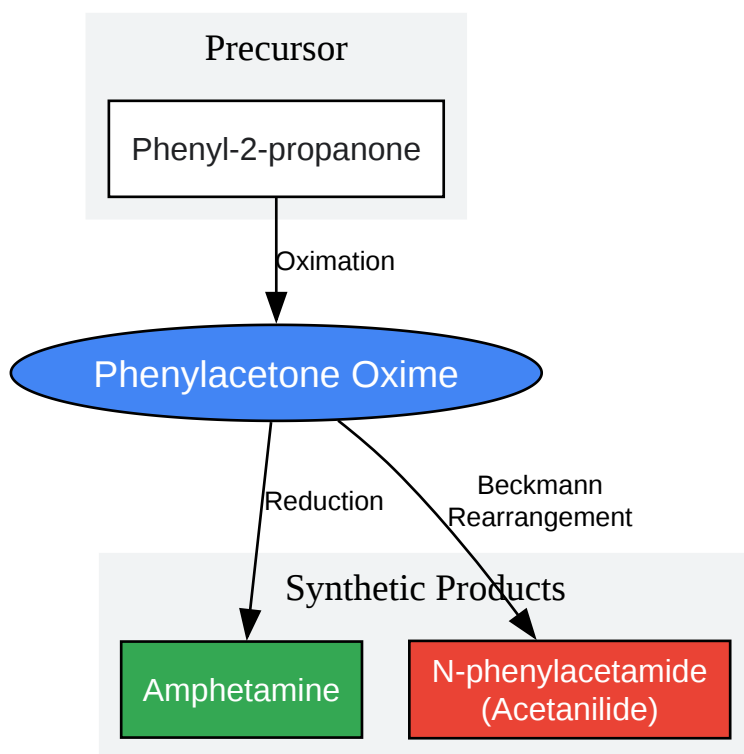 Precursor
Phenyl-2-propanone
Oximation
Phenylacetone Oxime
Reduction
Beckmann
Rearrangement
Synthetic Products
Amphetamine
N-phenylacetamide
(Acetanilide)